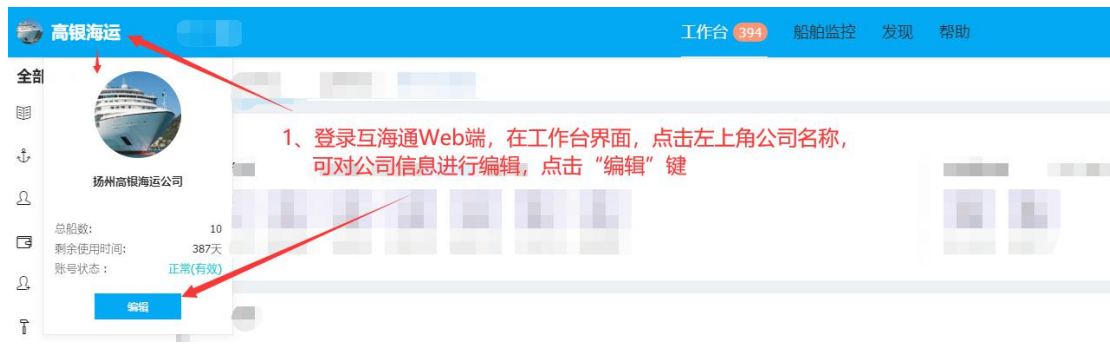 高银海运
工作台 394 船舶监控 发现 帮助
全部
扬州高银海运公司
总船数: 10
剩余使用时间: 387天
账号状态： 正常(有效)
编辑
1、登录互海通Web端，在工作台界面，点击左上角公司名称，
可对公司信息进行编辑，点击“编辑”键